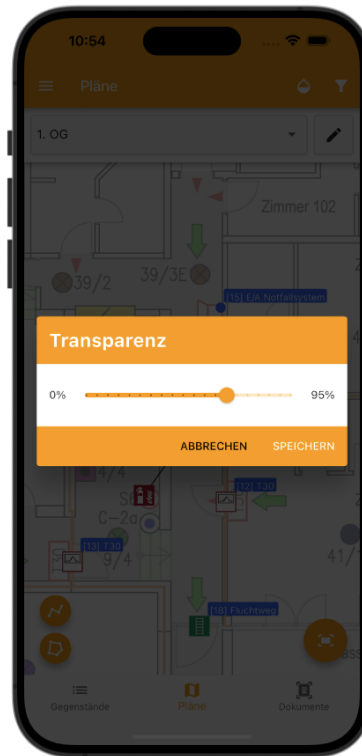 10:54
Pläne
1. OG
Zimmer 102
39/2
39/3E
[15] E/A Notfallsystem
Transparenz
0%
95%
ABBRECHEN
SPEICHERN
4/4
C-2a
[12] T30
[13] T30
9/4
41/
[18] Fluchtweg
Gegenstände
Pläne
Dokumente